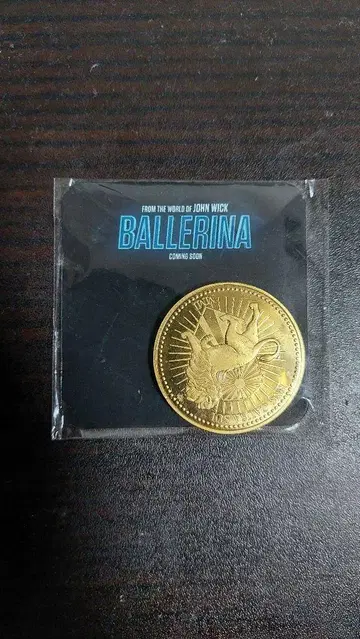 FROM THE WORLD OF JOHN WICK
BALLERINA
COMING SOON